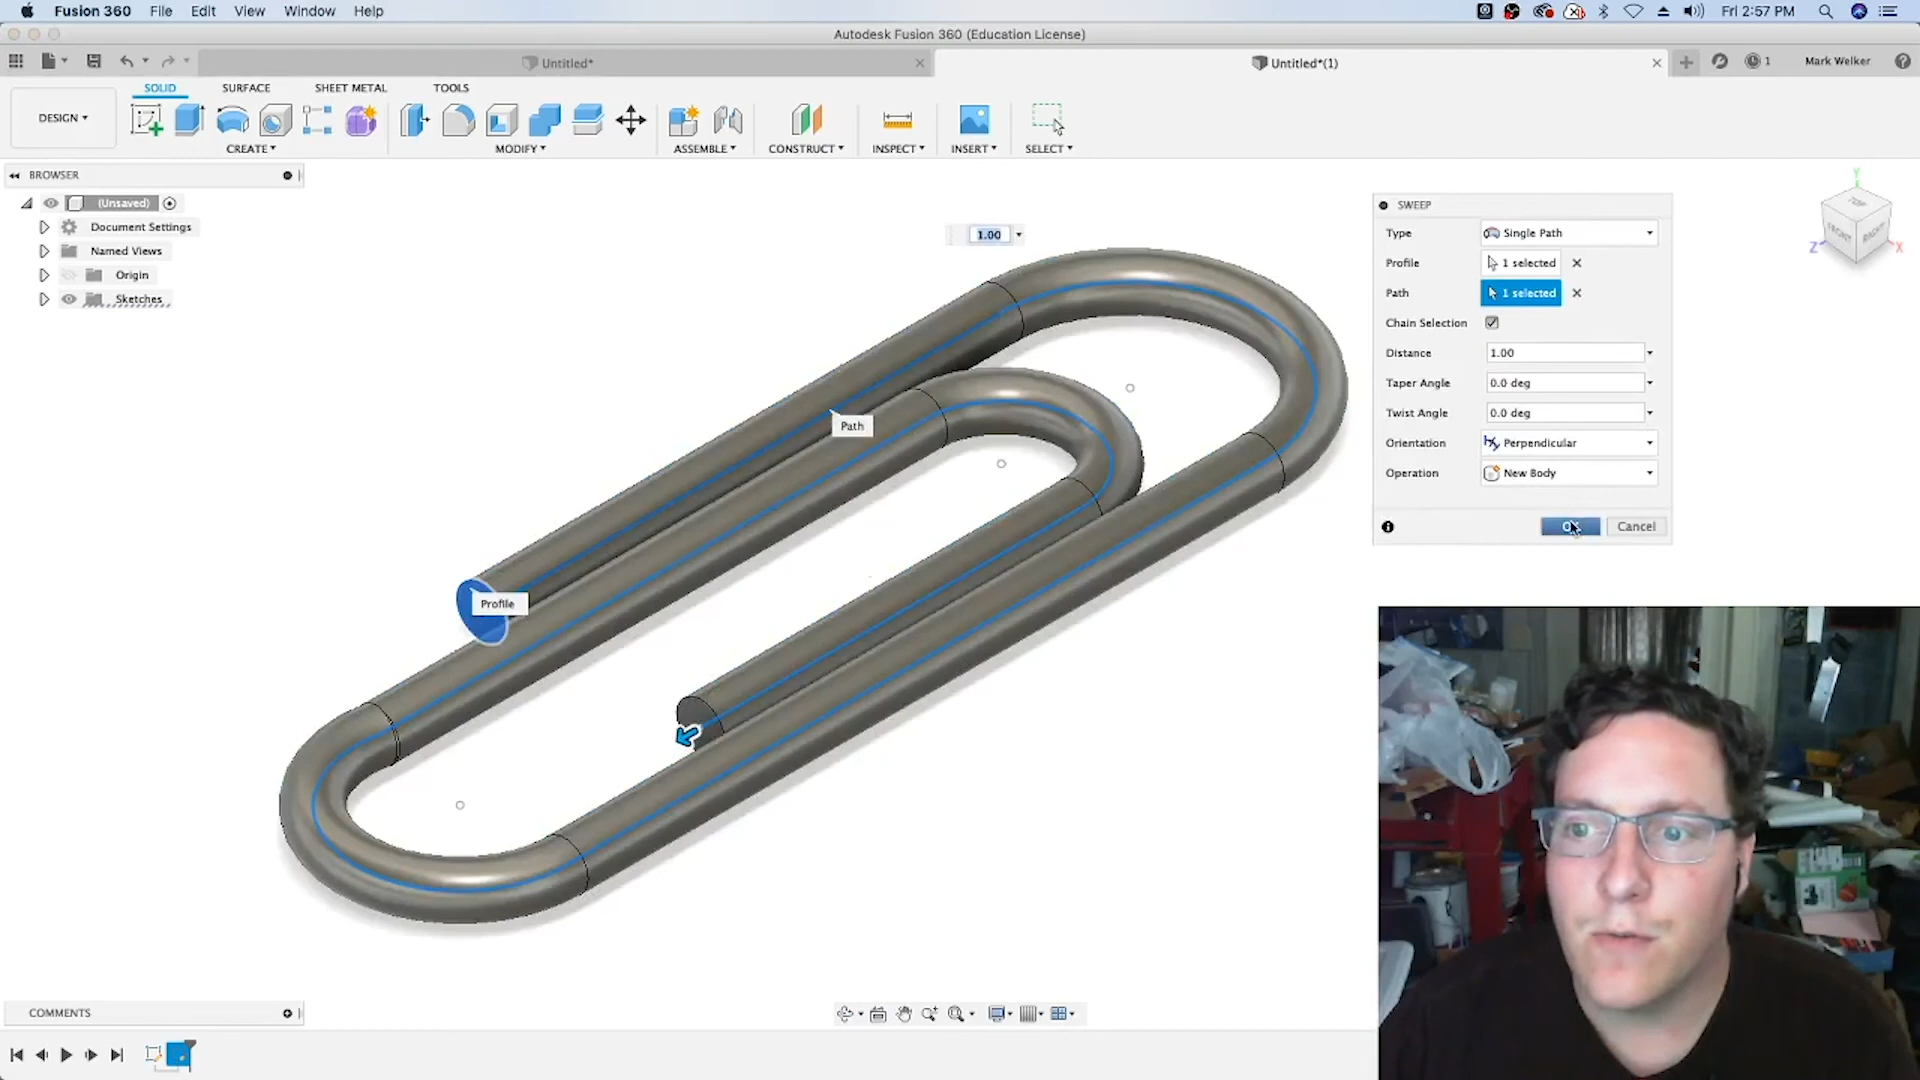 Fusion 360 File Edit View Window Help
Fri 2:57 PM
Autodesk Fusion 360 (Education License)
Untitled*
Untitled*(1)
1
Mark Welker
DESIGN
SOLID SURFACE SHEET METAL TOOLS
CREATE MODIFY ASSEMBLE CONSTRUCT INSPECT INSERT SELECT
BROWSER
(Unsaved)
Document Settings
Named Views
Origin
Sketches
1.00
Path
Profile
SWEEP
Type Single Path
Profile 1 selected
Path 1 selected
Chain Selection
Distance 1.00
Taper Angle 0.0 deg
Twist Angle 0.0 deg
Orientation Perpendicular
Operation New Body
Cancel
Y
TOP
FRONT
RIGHT
Z
X
COMMENTS